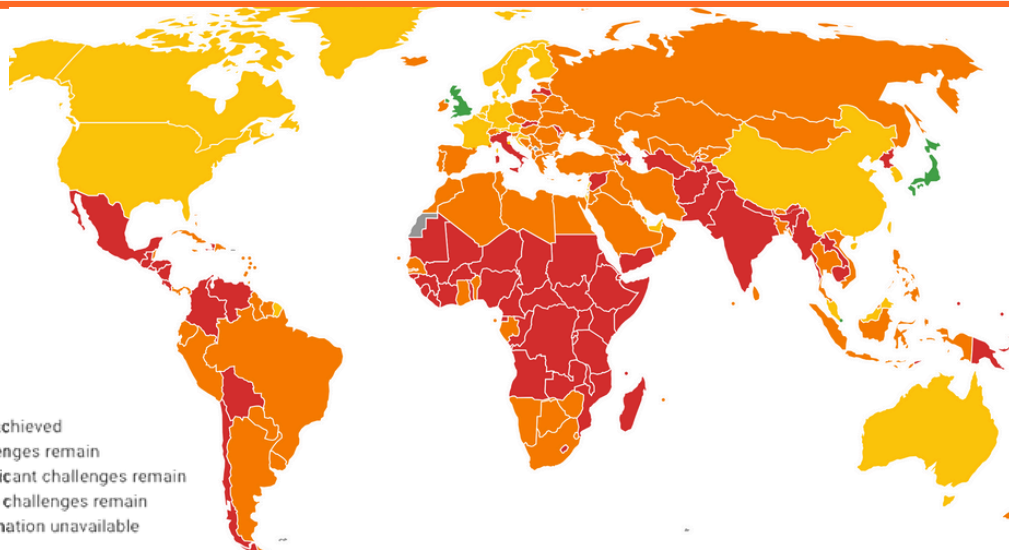 chieved
enges remain
icant challenges remain
challenges remain
nation unavailable